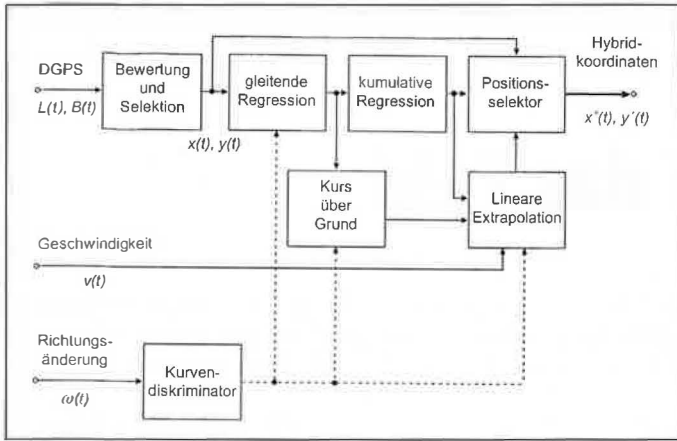 DGPS
L(t), B(t)
Bewertung
und
Selektion
x(t), y(t)
gleitende
Regression
kumulative
Regression
Positions-
selektor
Hybrid-
koordinaten
x*(t), y*(t)
Kurs
über
Grund
Lineare
Extrapolation
Geschwindigkeit
v(t)
Richtungs-
änderung
ω(t)
Kurven-
diskriminator